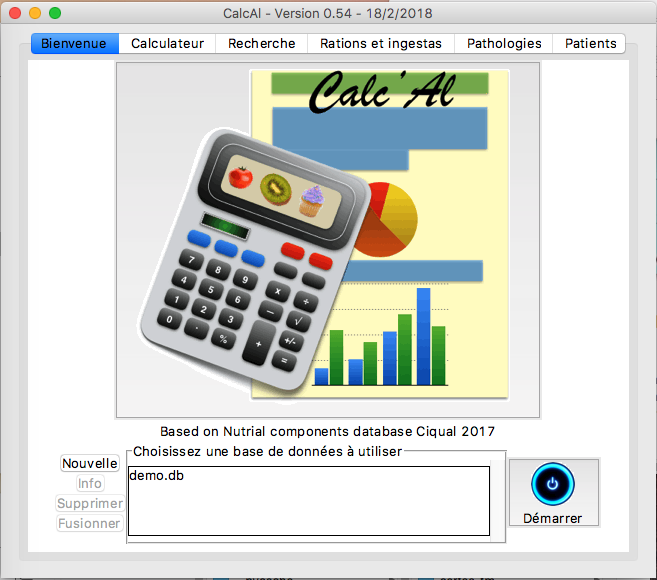 CalcAl - Version 0.54 - 18/2/2018
Bienvenue Calculateur Recherche Rations et ingestas Pathologies Patients
Calc'Al
7 8 9 x ÷
4 5 6 − √
1 2 3 + +/-
0 . % =
Based on Nutrial components database Ciqual 2017
Choisissez une base de données à utiliser
Nouvelle
Info
Supprimer
Fusionner
demo.db
Démarrer